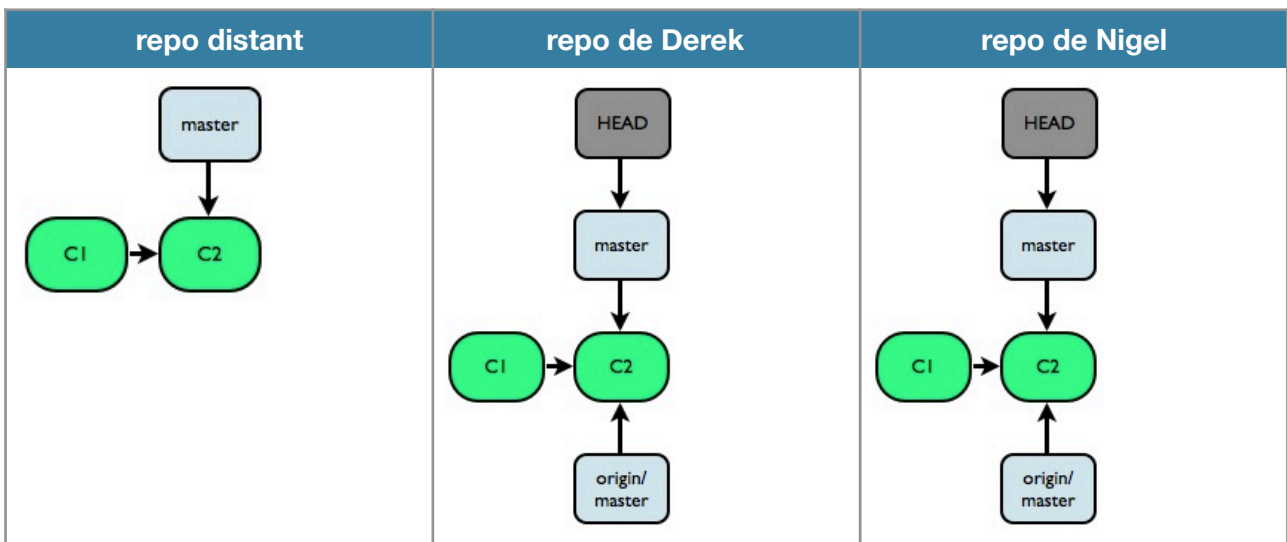 repo distant
repo de Derek
repo de Nigel
master
C1
C2
HEAD
master
C1
C2
origin/
master
HEAD
master
C1
C2
origin/
master